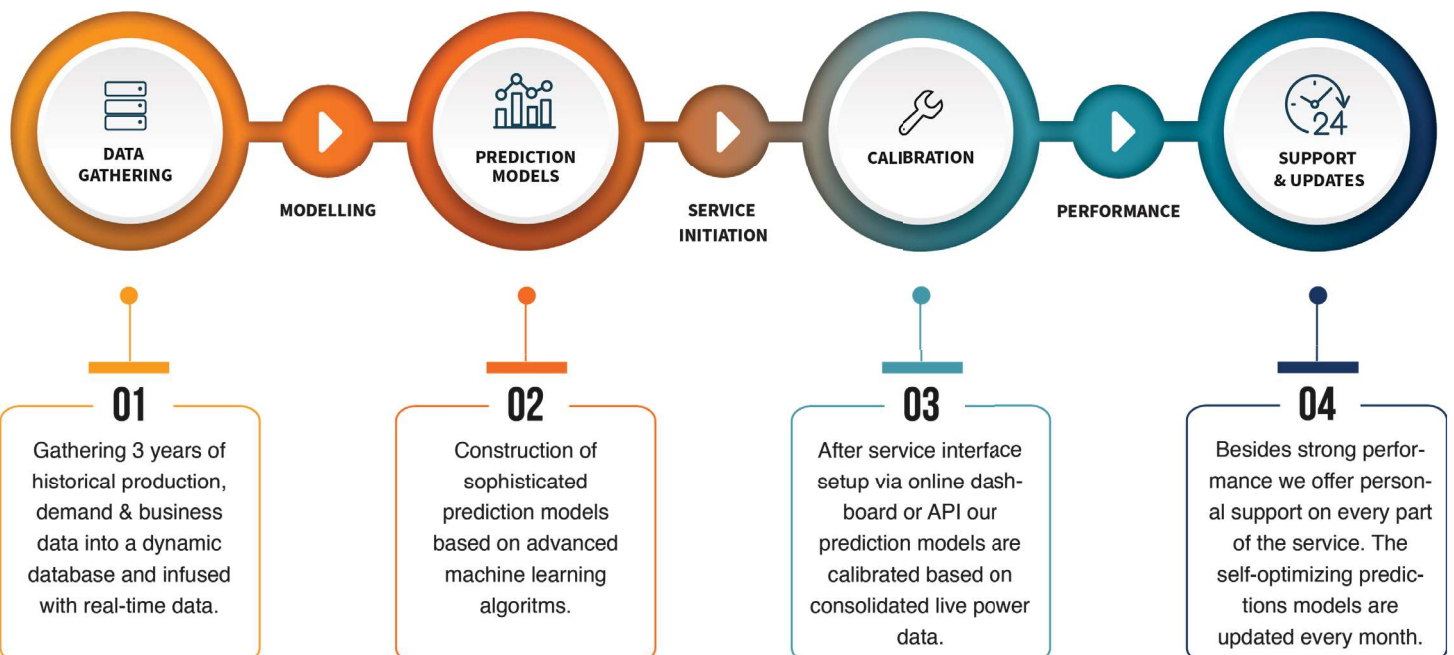 DATA
GATHERING
MODELLING
PREDICTION
MODELS
SERVICE
INITIATION
CALIBRATION
PERFORMANCE
24
SUPPORT
& UPDATES
01
Gathering 3 years of
historical production,
demand & business
data into a dynamic
database and infused
with real-time data.
02
Construction of
sophisticated
prediction models
based on advanced
machine learning
algoritms.
03
After service interface
setup via online dash-
board or API our
prediction models are
calibrated based on
consolidated live power
data.
04
Besides strong perfor-
mance we offer person-
al support on every part
of the service. The
self-optimizing predic-
tions models are
updated every month.